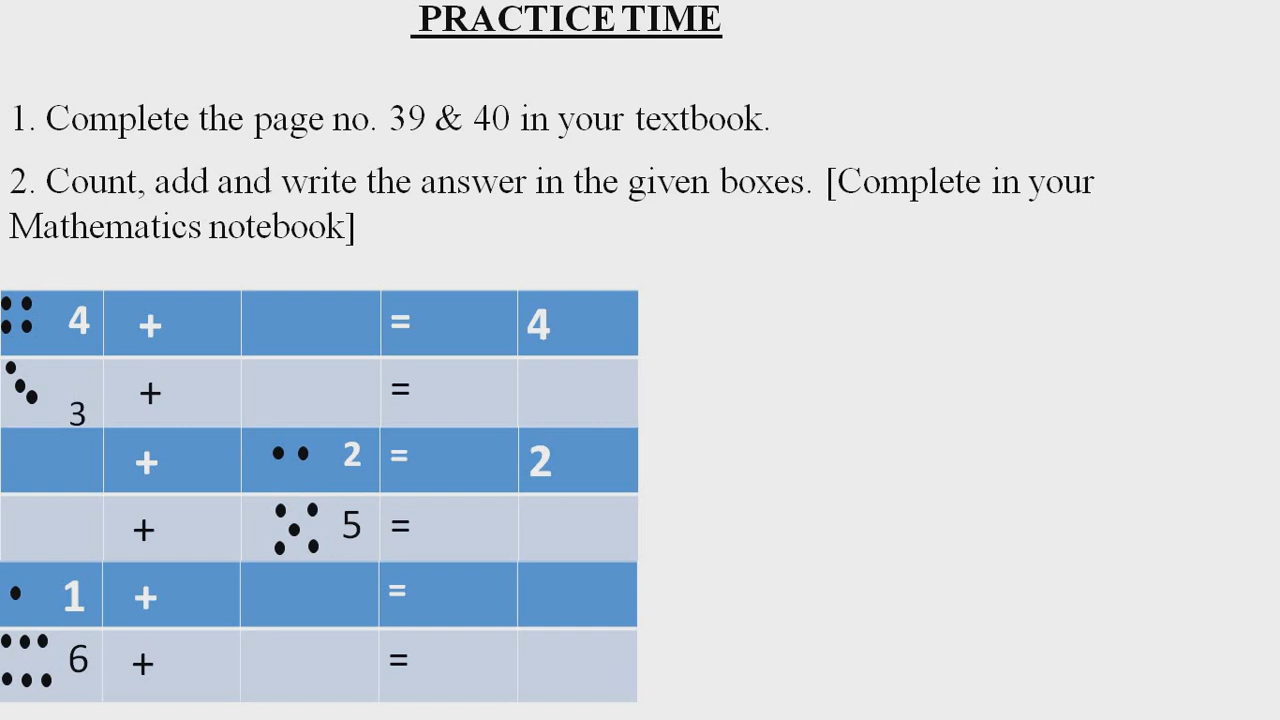 PRACTICE TIME
1. Complete the page no. 39 & 40 in your textbook.
2. Count, add and write the answer in the given boxes. [Complete in your
Mathematics notebook]
4 + = 4
3 + =
+ 2 = 2
+ 5 =
1 + =
6 + =